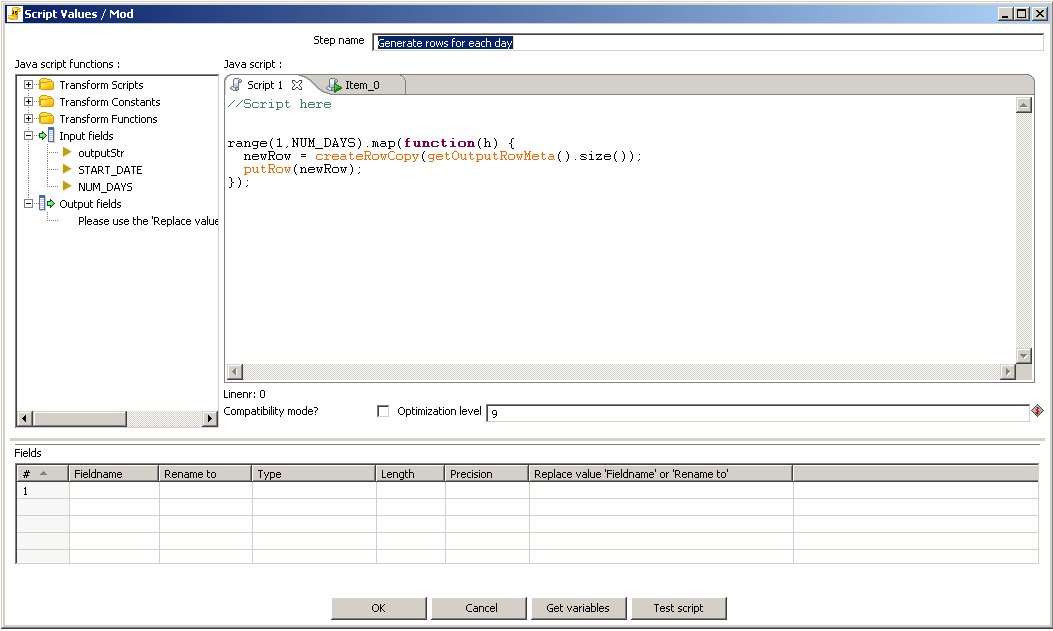 Script Values / Mod
Step name Generate rows for each day
Java script functions :
Java script :
Transform Scripts
Transform Constants
Transform Functions
Input fields
outputStr
START_DATE
NUM_DAYS
Output fields
Please use the 'Replace value
Script 1
Item_0
//Script here
range(1,NUM_DAYS).map(function(h) {
newRow = createRowCopy(getOutputRowMeta().size());
putRow(newRow);
});
Linenr: 0
Compatibility mode? Optimization level 9
Fields
# Fieldname Rename to Type Length Precision Replace value 'Fieldname' or 'Rename to'
1
OK Cancel Get variables Test script